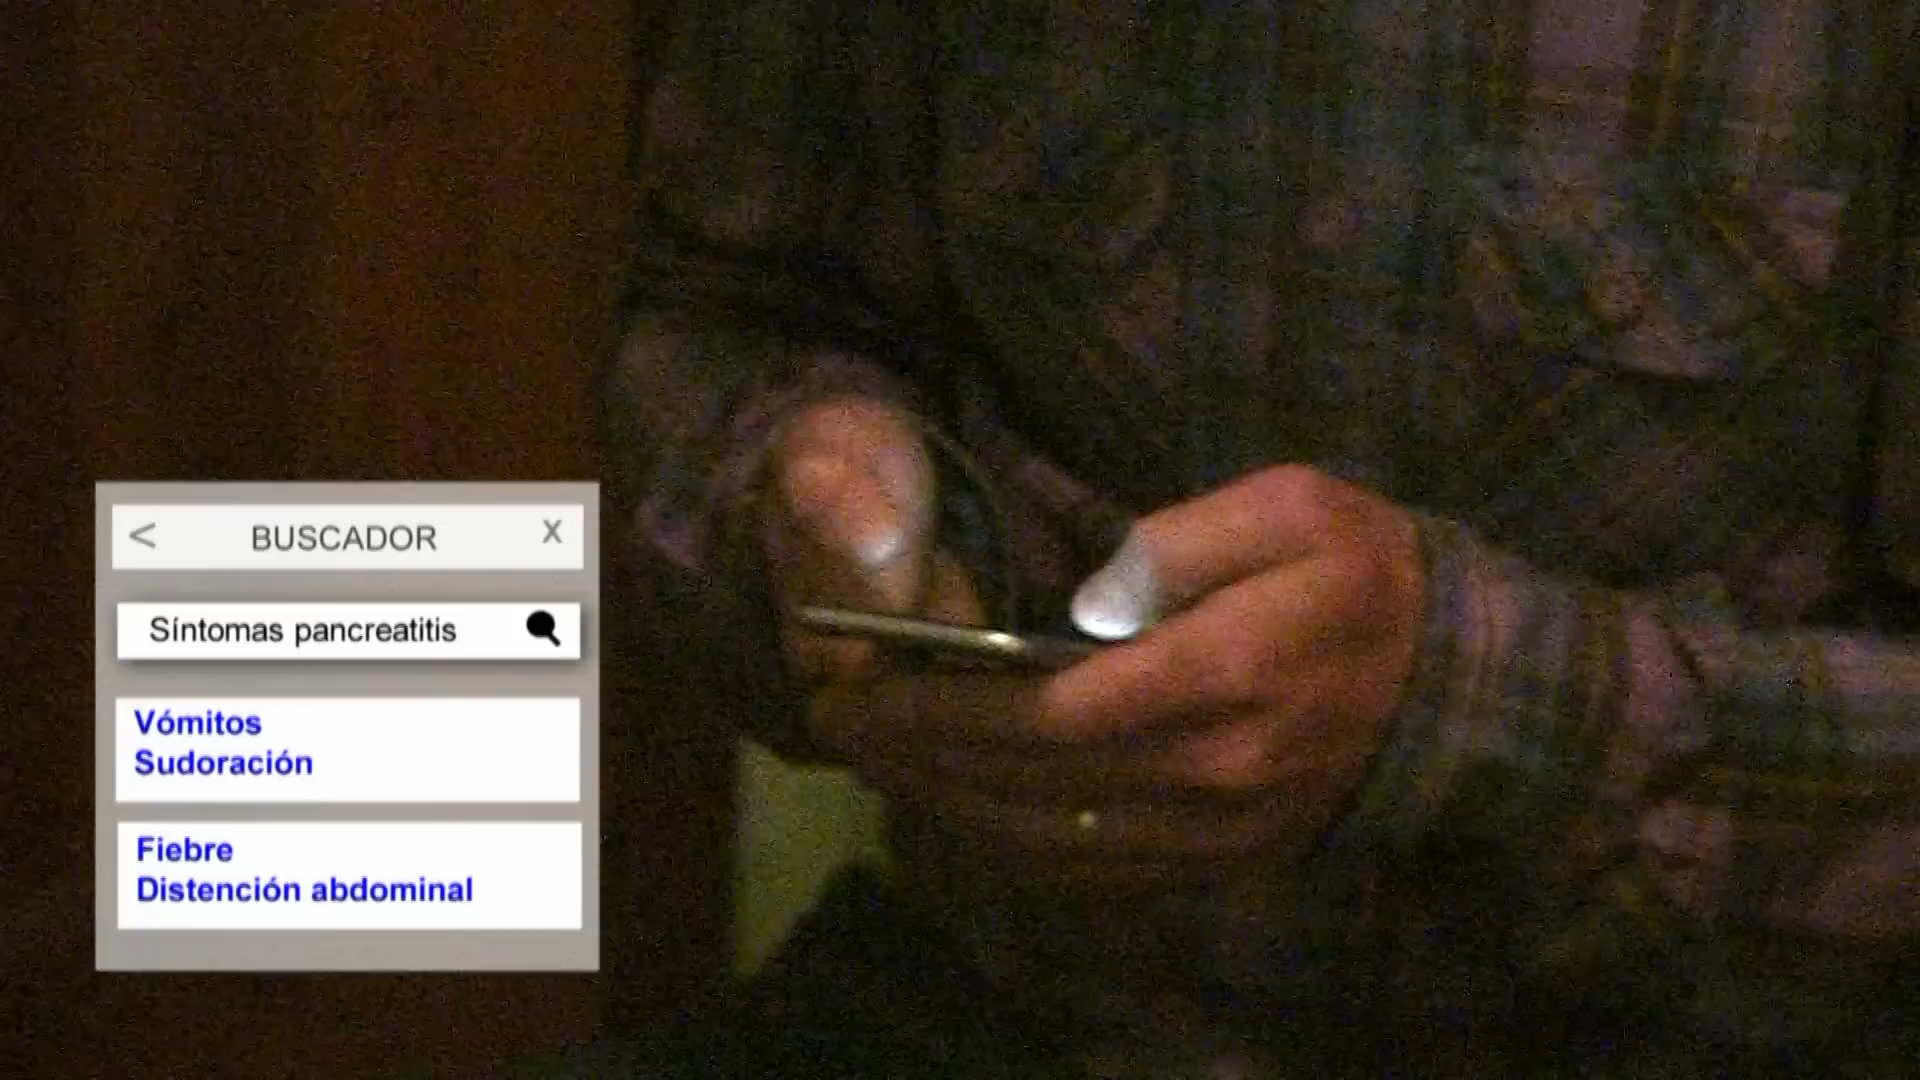 < BUSCADOR X
Síntomas pancreatitis
Vómitos
Sudoración
Fiebre
Distención abdominal